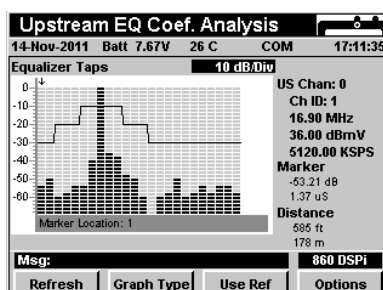 Upstream EQ Coef. Analysis
14-Nov-2011 Batt 7.67V 26 C COM 17:11:35
Equalizer Taps 10 dB/Div
0
-10
-20
-30
-40
-50
-60
Marker Location: 1
US Chan: 0
Ch ID: 1
16.90 MHz
36.00 dBmV
5120.00 KSPS
Marker
-53.21 dB
1.37 uS
Distance
585 ft
178 m
Msg: 860 DSPi
Refresh Graph Type Use Ref Options